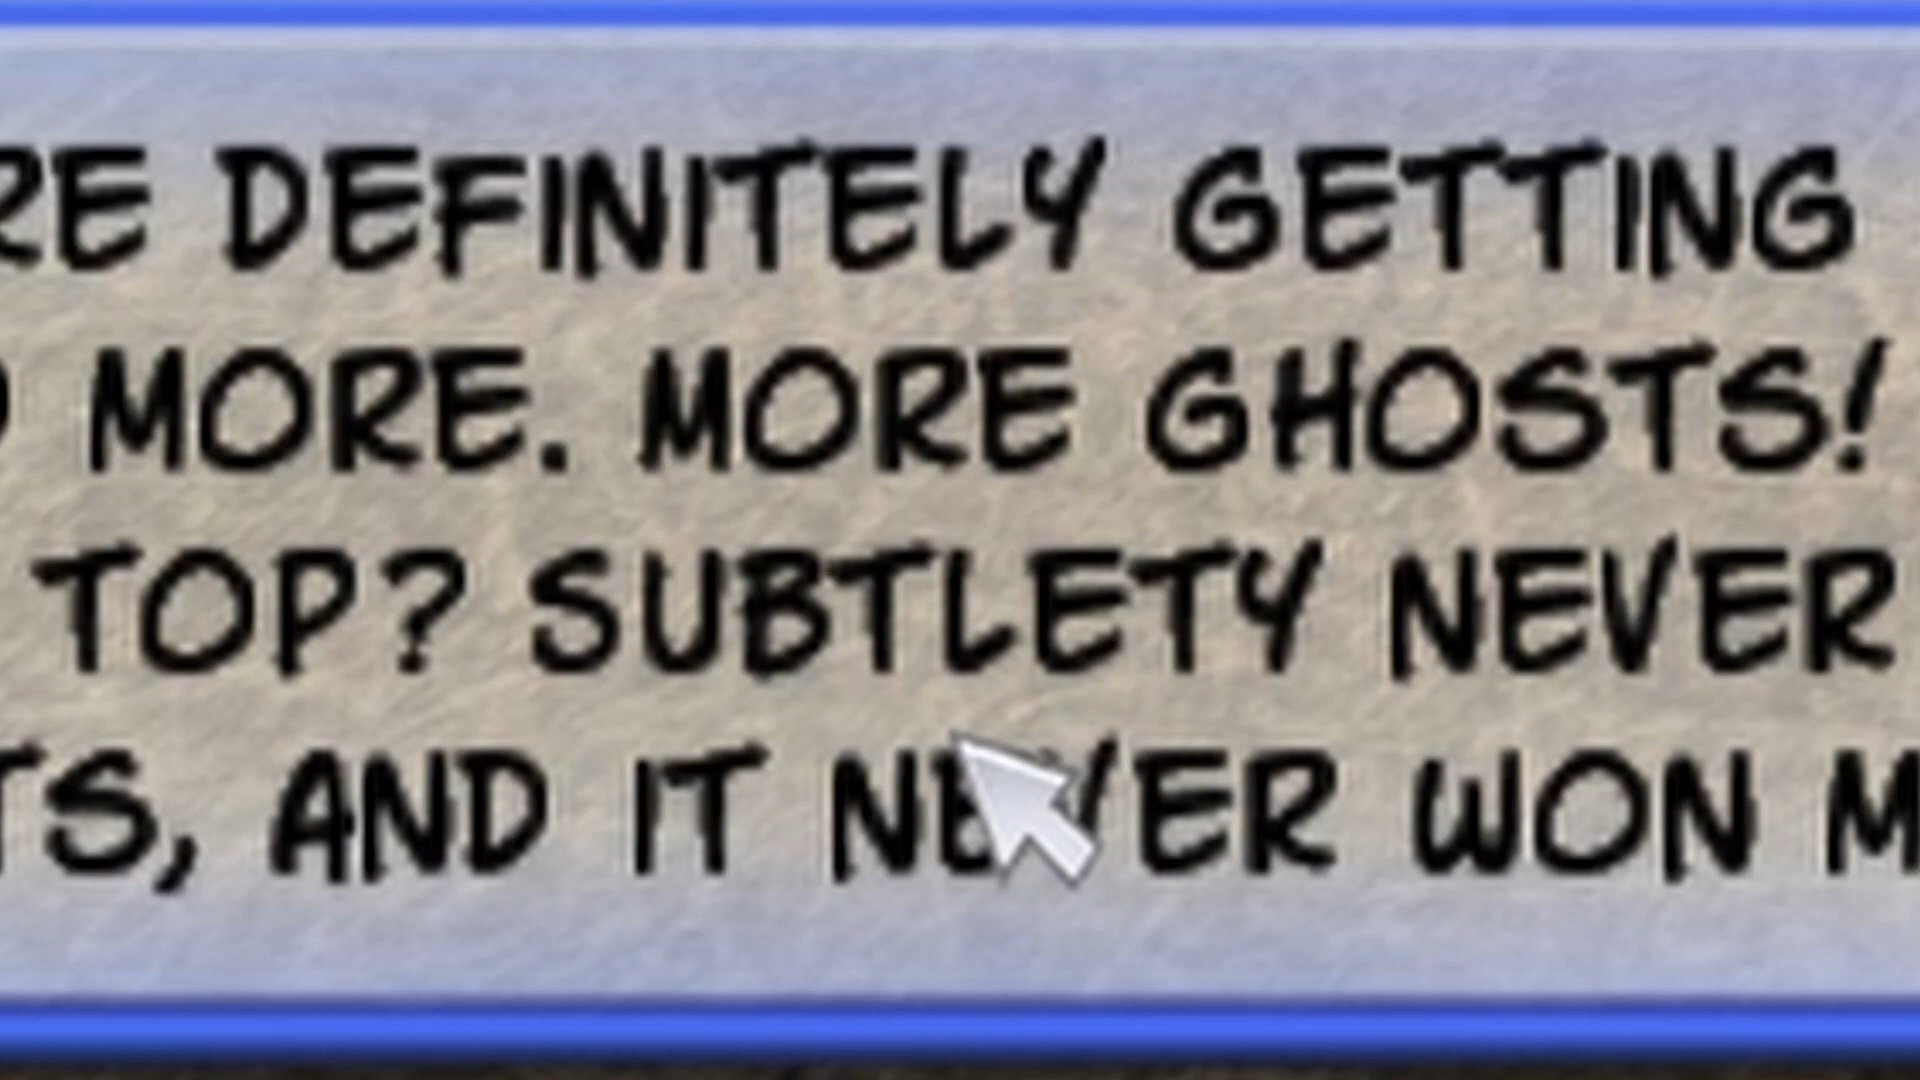 RE DEFINITELY GETTING
MORE. MORE GHOSTS!
TOP? SUBTLETY NEVER
TS, AND IT NEVER WON M